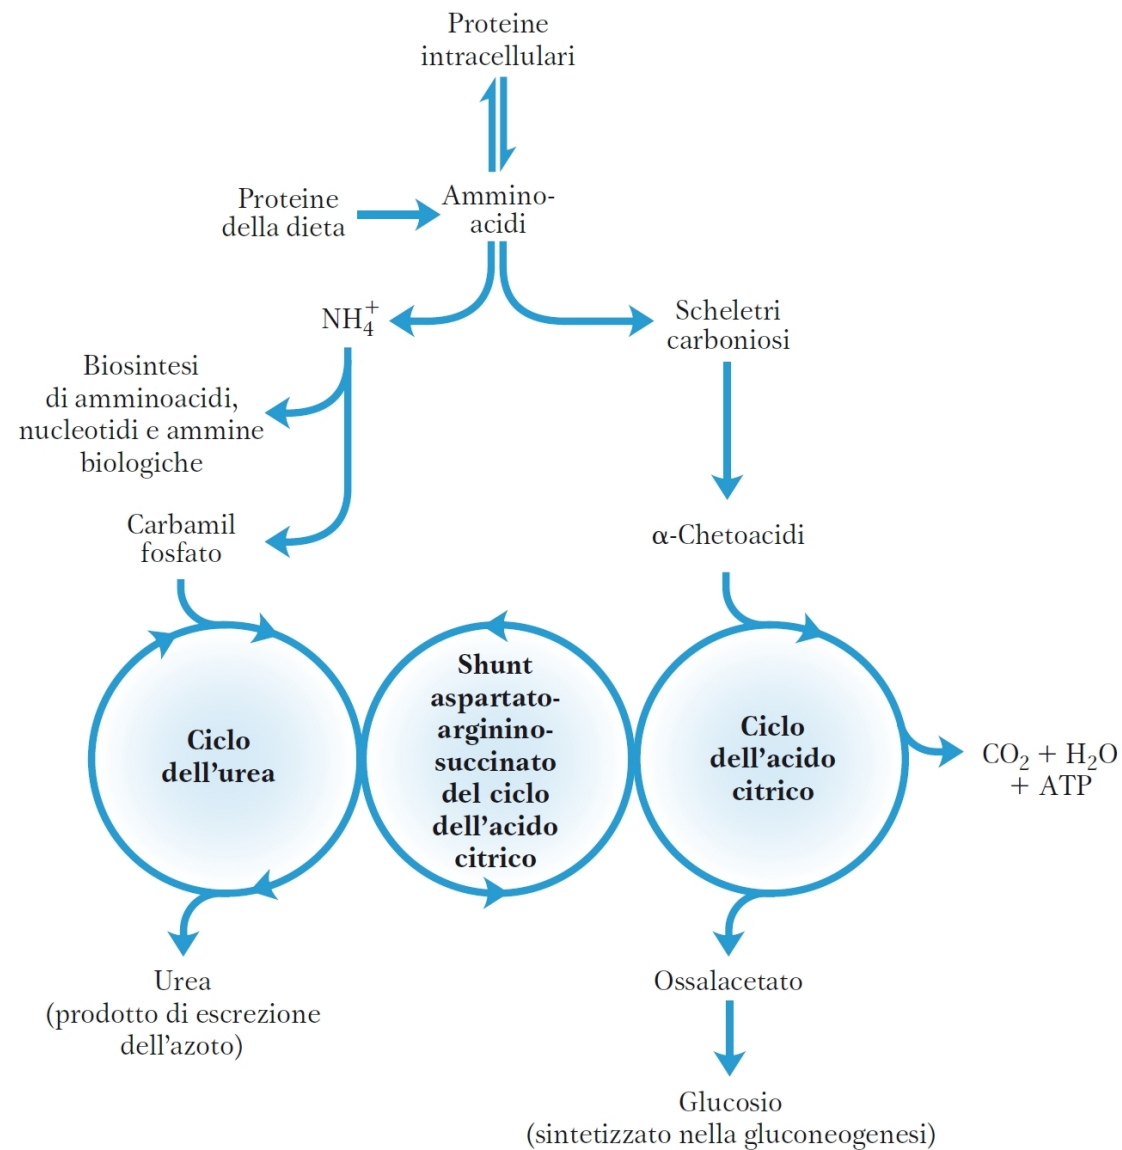 Proteine
intracellulari
Proteine
della dieta
Ammino-
acidi
NH₄⁺
Scheletri
carboniosi
Biosintesi
di amminoacidi,
nucleotidi e ammine
biologiche
Carbamil
fosfato
α-Chetoacidi
Ciclo
dell’urea
Shunt
aspartato-
arginino-
succinato
del ciclo
dell’acido
citrico
Ciclo
dell’acido
citrico
CO₂ + H₂O
+ ATP
Urea
(prodotto di escrezione
dell’azoto)
Ossalacetato
Glucosio
(sintetizzato nella gluconeogenesi)